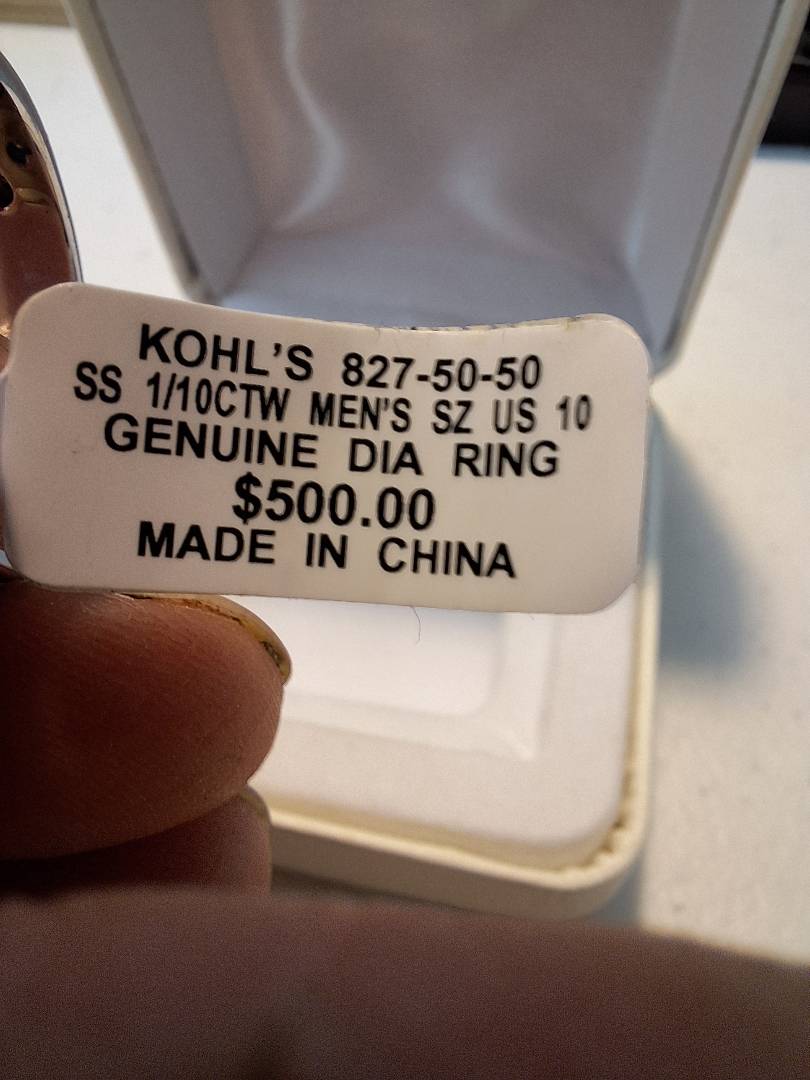 KOHL'S 827-50-50
SS 1/10CTW MEN'S SZ US 10
GENUINE DIA RING
$500.00
MADE IN CHINA